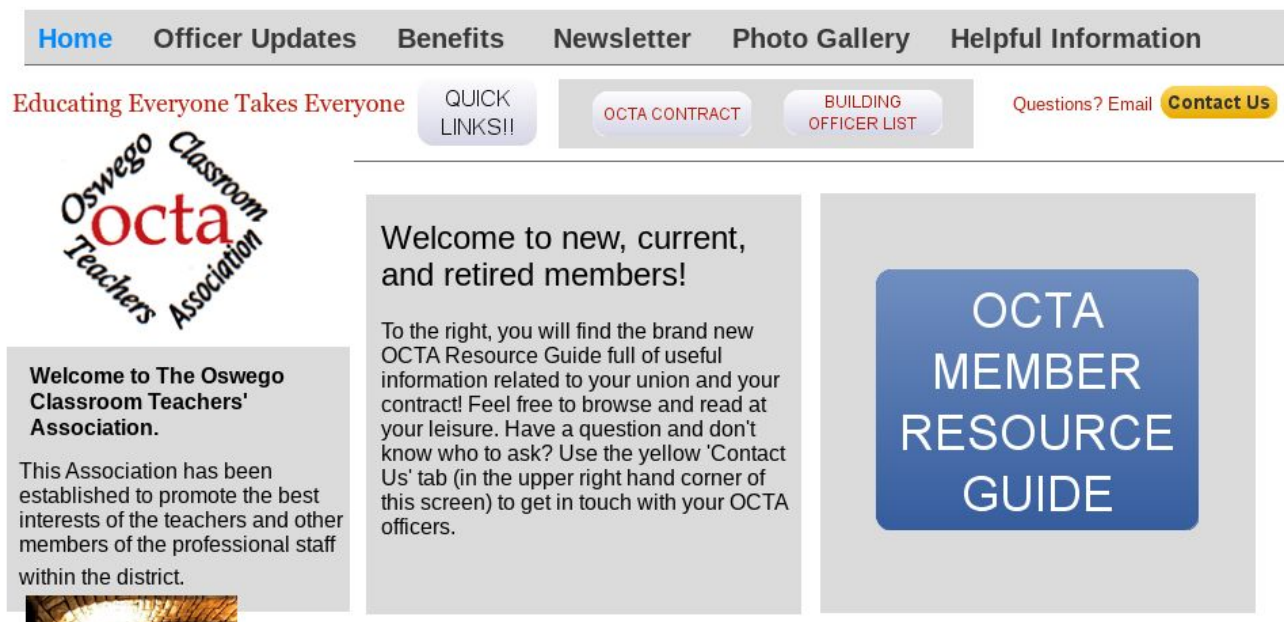 Home Officer Updates Benefits Newsletter Photo Gallery Helpful Information
Educating Everyone Takes Everyone
QUICK
LINKS!!
OCTA CONTRACT
BUILDING
OFFICER LIST
Questions? Email Contact Us
Oswego Classroom
octa
Teachers Association
Welcome to The Oswego
Classroom Teachers'
Association.
This Association has been
established to promote the best
interests of the teachers and other
members of the professional staff
within the district.
Welcome to new, current,
and retired members!
To the right, you will find the brand new
OCTA Resource Guide full of useful
information related to your union and your
contract! Feel free to browse and read at
your leisure. Have a question and don't
know who to ask? Use the yellow 'Contact
Us' tab (in the upper right hand corner of
this screen) to get in touch with your OCTA
officers.
OCTA
MEMBER
RESOURCE
GUIDE